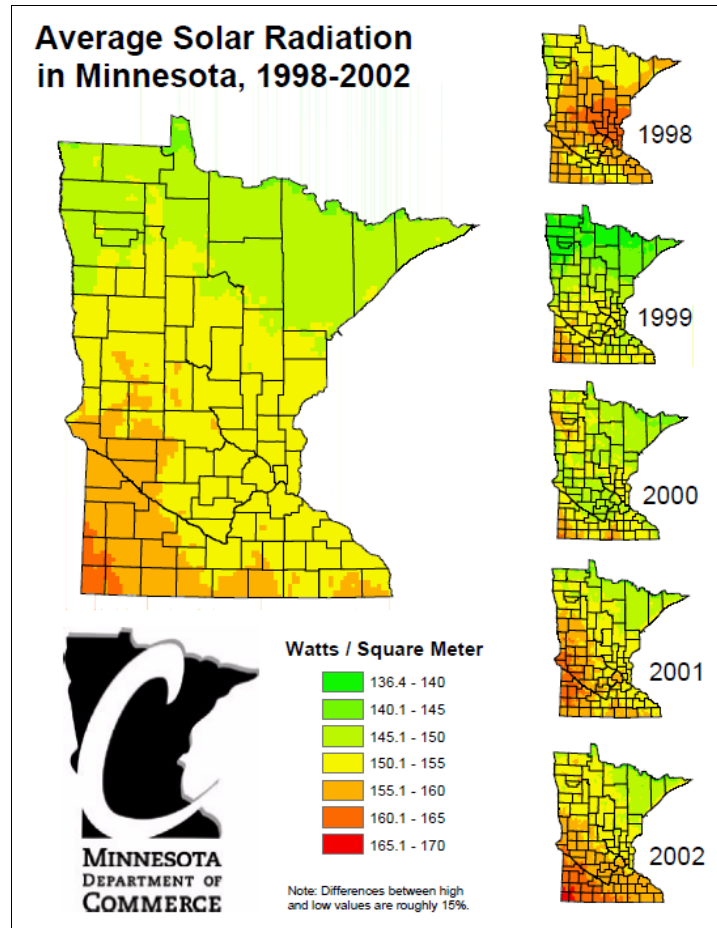 Average Solar Radiation
in Minnesota, 1998-2002
1998
1999
2000
2001
2002
Watts / Square Meter
136.4 - 140
140.1 - 145
145.1 - 150
150.1 - 155
155.1 - 160
160.1 - 165
165.1 - 170
Note: Differences between high
and low values are roughly 15%.
C
MINNESOTA
DEPARTMENT OF
COMMERCE